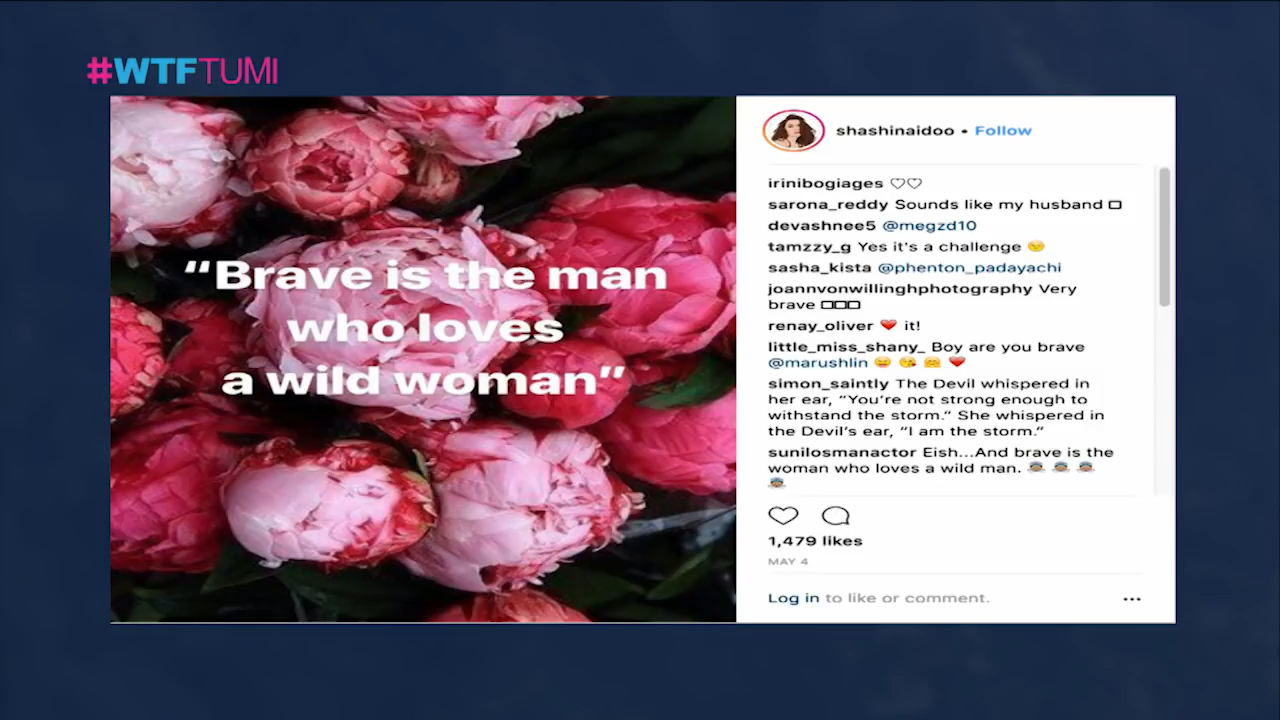 #WTFTUMI
"Brave is the man
who loves
a wild woman"
shashinaidoo • Follow
irinibogiages ♡♡
sarona_reddy Sounds like my husband □
devashnee5 @megzd10
tamzzy_g Yes it's a challenge 😏
sasha_kista @phenton_padayachi
joannvonwillinghphotography Very
brave □□□
renay_oliver ❤️ it!
little_miss_shany_ Boy are you brave
@marushlin 😄 😘 🤗 ❤️
simon_saintly The Devil whispered in
her ear, "You're not strong enough to
withstand the storm." She whispered in
the Devil's ear, "I am the storm."
sunilosmanactor Eish...And brave is the
woman who loves a wild man.
1,479 likes
MAY 4
Log in to like or comment.